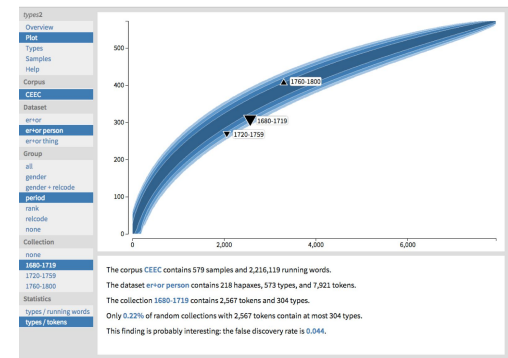 types2
Overview
Plot
Types
Samples
Help
Corpus
CEEC
Dataset
er+or
er+or person
er+or thing
Group
all
gender
gender + relcode
period
rank
relcode
none
Collection
none
1680-1719
1720-1759
1760-1800
Statistics
types / running words
types / tokens
500
400
300
200
100
0
1760-1800
1680-1719
1720-1759
0
2,000
4,000
6,000
The corpus CEEC contains 579 samples and 2,216,119 running words.
The dataset er+or person contains 218 hapaxes, 573 types, and 7,921 tokens.
The collection 1680-1719 contains 2,567 tokens and 304 types.
Only 0.22% of random collections with 2,567 tokens contain at most 304 types.
This finding is probably interesting: the false discovery rate is 0.044.